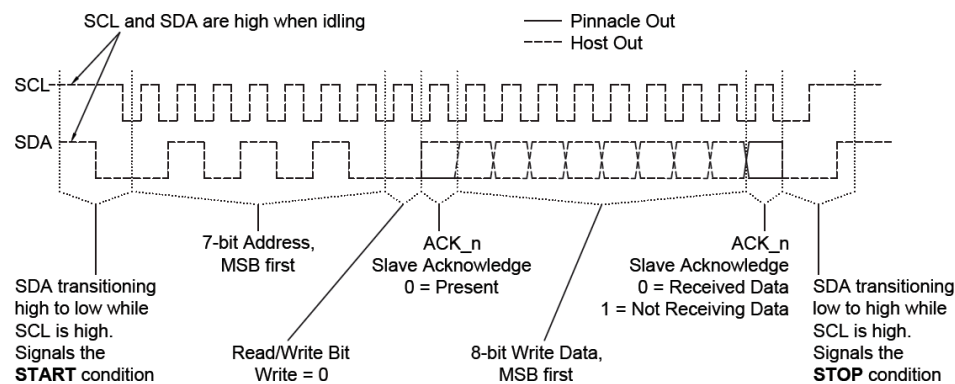 SCL and SDA are high when idling
Pinnacle Out
Host Out
SCL
SDA
7-bit Address,
MSB first
ACK_n
Slave Acknowledge
0 = Present
ACK_n
Slave Acknowledge
0 = Received Data
1 = Not Receiving Data
SDA transitioning
high to low while
SCL is high.
Signals the
START condition
Read/Write Bit
Write = 0
8-bit Write Data,
MSB first
SDA transitioning
low to high while
SCL is high.
Signals the
STOP condition